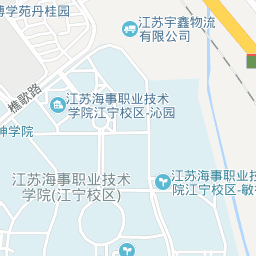 博学苑丹桂园
江苏宇鑫物流
有限公司
樵歌路
江苏海事职业技术
学院江宁校区-沁园
神学院
江苏海事职业技术
学院(江宁校区)
江苏海事职业技
院江宁校区-敏